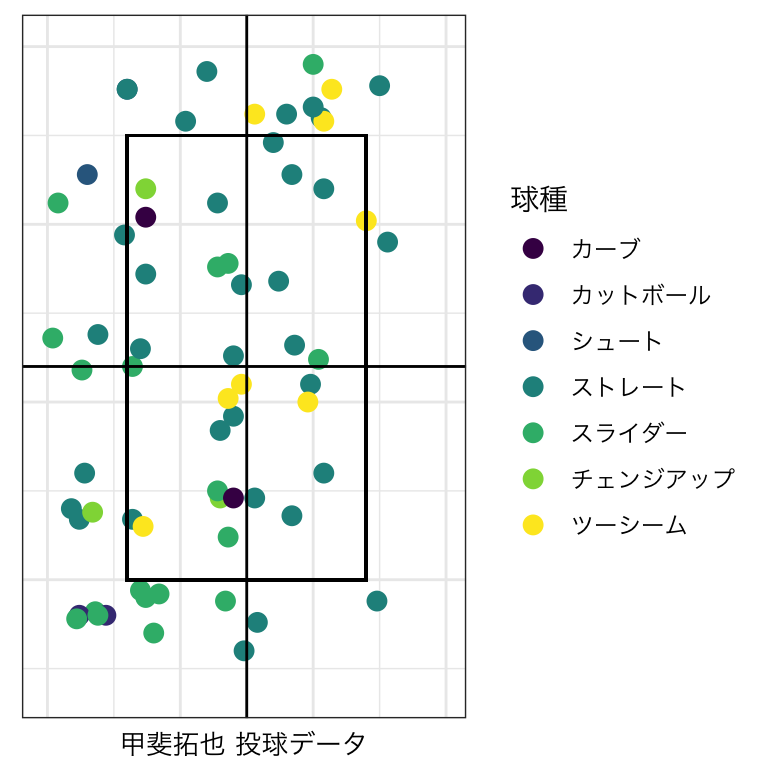 球種
カーブ
カットボール
シュート
ストレート
スライダー
チェンジアップ
ツーシーム
甲斐拓也 投球データ